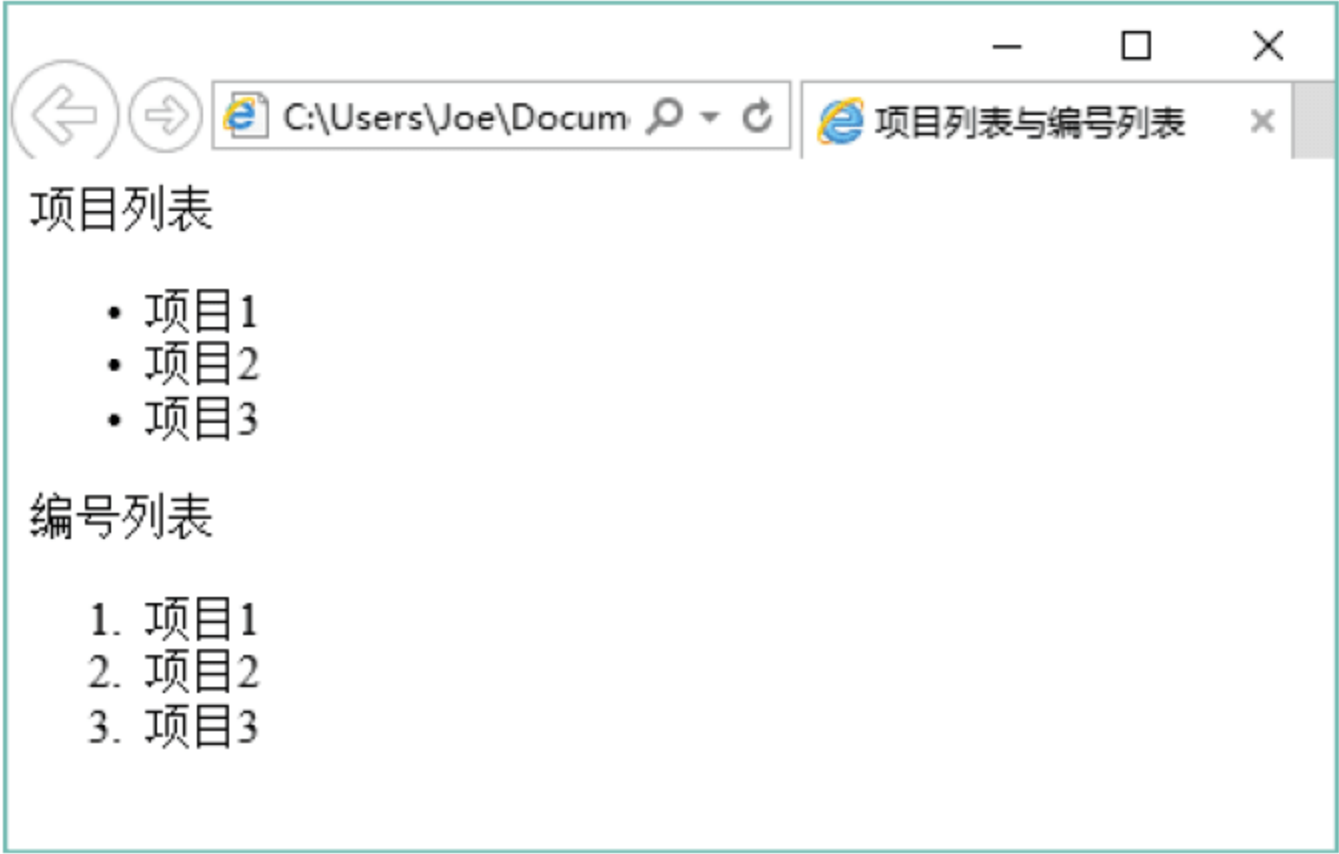 C:\Users\Joe\Docum
项目列表与编号列表
项目列表
• 项目1
• 项目2
• 项目3
编号列表
1. 项目1
2. 项目2
3. 项目3